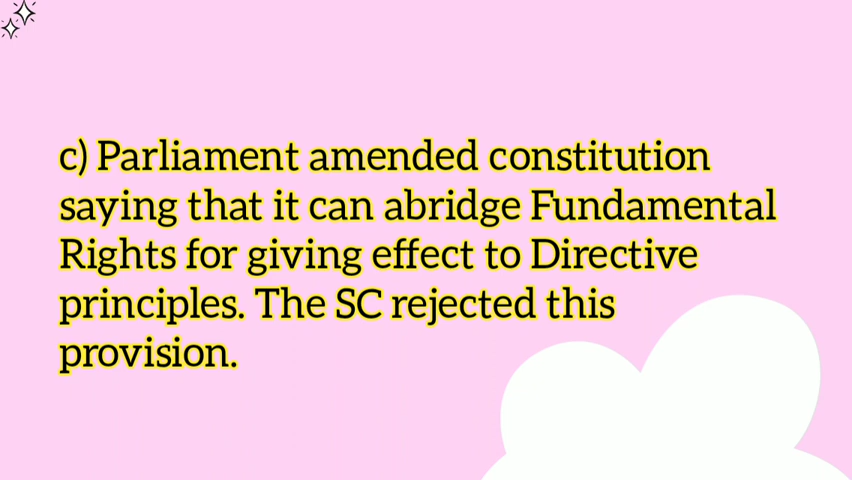 c) Parliament amended constitution
saying that it can abridge Fundamental
Rights for giving effect to Directive
principles. The SC rejected this
provision.